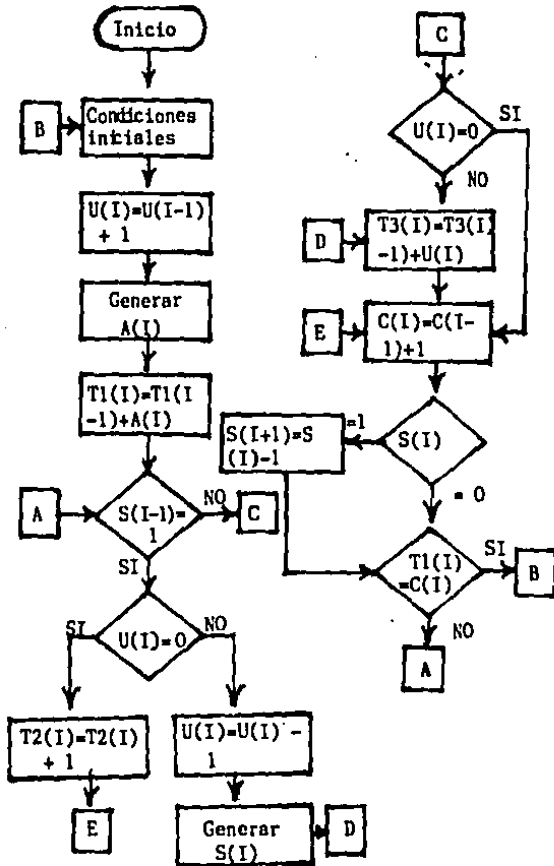 Inicio
B
Condiciones
iniciales
U(I)=U(I-1)
+ 1
Generar
A(I)
T1(I)=T1(I
-1)+A(I)
A
S(I-1)=
1
NO
C
SI
U(I)=0
SI
NO
T2(I)=T2(I)
+ 1
E
U(I)=U(I) -
1
Generar
S(I)
D
C
U(I)=0
SI
NO
D
T3(I)=T3(I
-1)+U(I)
E
C(I)=C(I-
1)+1
S(I)
=1
S(I+1)=S
(I)-1
= 0
T1(I)
=C(I)
SI
B
NO
A